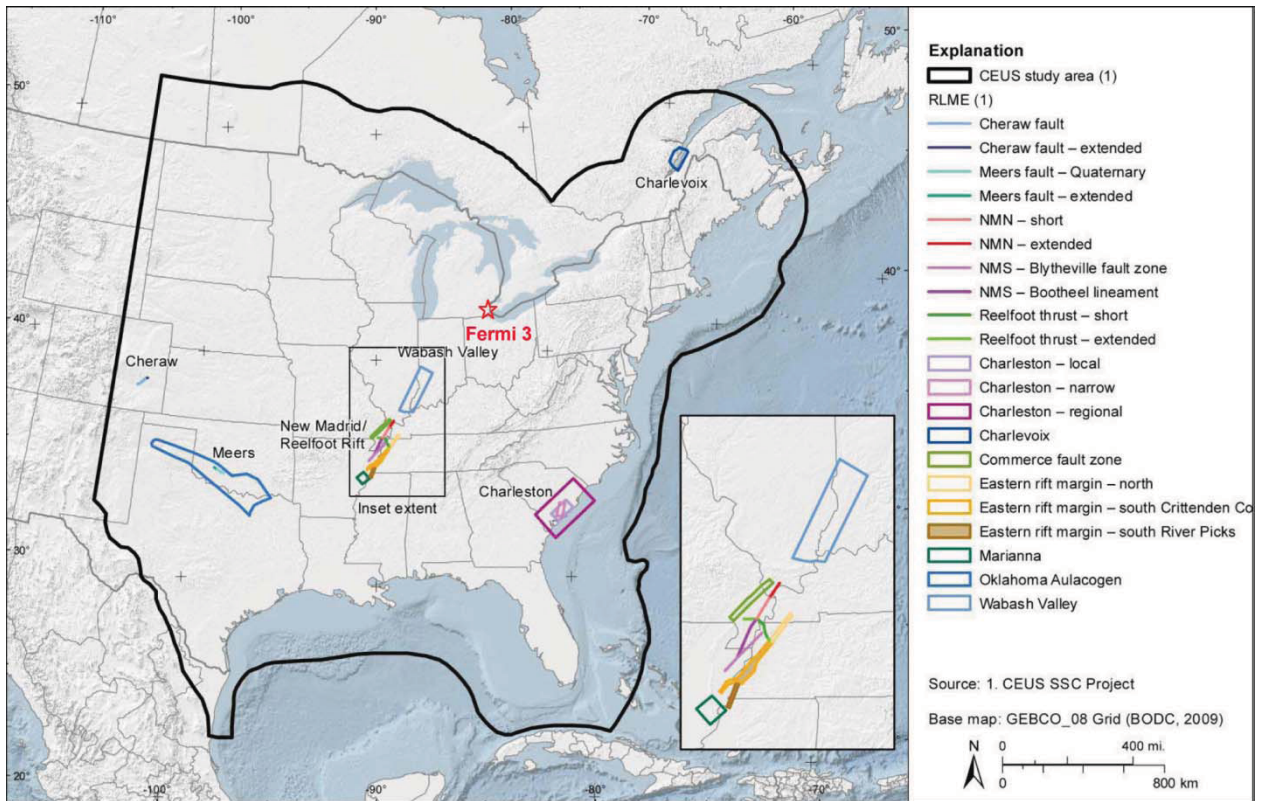 -110° -100° -90° -80° -70° -60°
50° 50°
40° 40°
30° 30°
20° 20°
-100° -90° -80° -70°
Charlevoix
Fermi 3
Wabash Valley
Cheraw
New Madrid/
Reelfoot Rift
Meers
Charleston
Inset extent
Explanation
CEUS study area (1)
RLME (1)
Cheraw fault
Cheraw fault – extended
Meers fault – Quaternary
Meers fault – extended
NMN – short
NMN – extended
NMS – Blytheville fault zone
NMS – Bootheel lineament
Reelfoot thrust – short
Reelfoot thrust – extended
Charleston – local
Charleston – narrow
Charleston – regional
Charlevoix
Commerce fault zone
Eastern rift margin – north
Eastern rift margin – south Crittenden Co
Eastern rift margin – south River Picks
Marianna
Oklahoma Aulacogen
Wabash Valley
Source: 1. CEUS SSC Project
Base map: GEBCO_08 Grid (BODC, 2009)
N 0 400 mi.
0 800 km